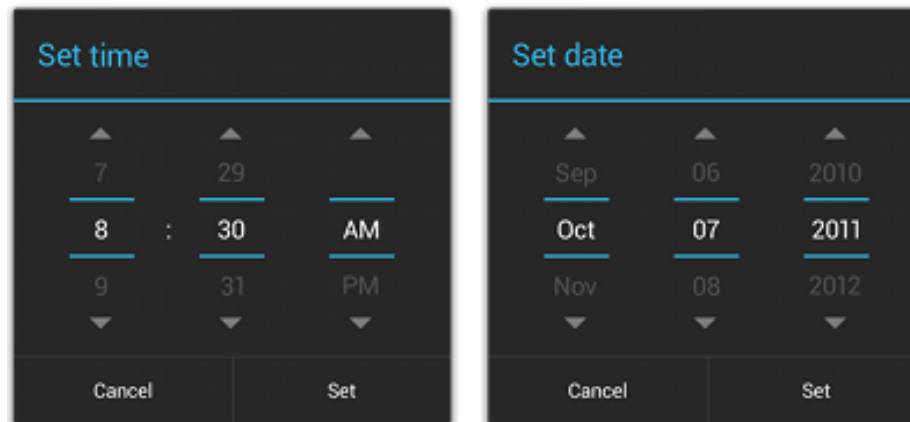 Set time
7 29
8 : 30 AM
9 31 PM
Cancel Set
Set date
Sep 06 2010
Oct 07 2011
Nov 08 2012
Cancel Set